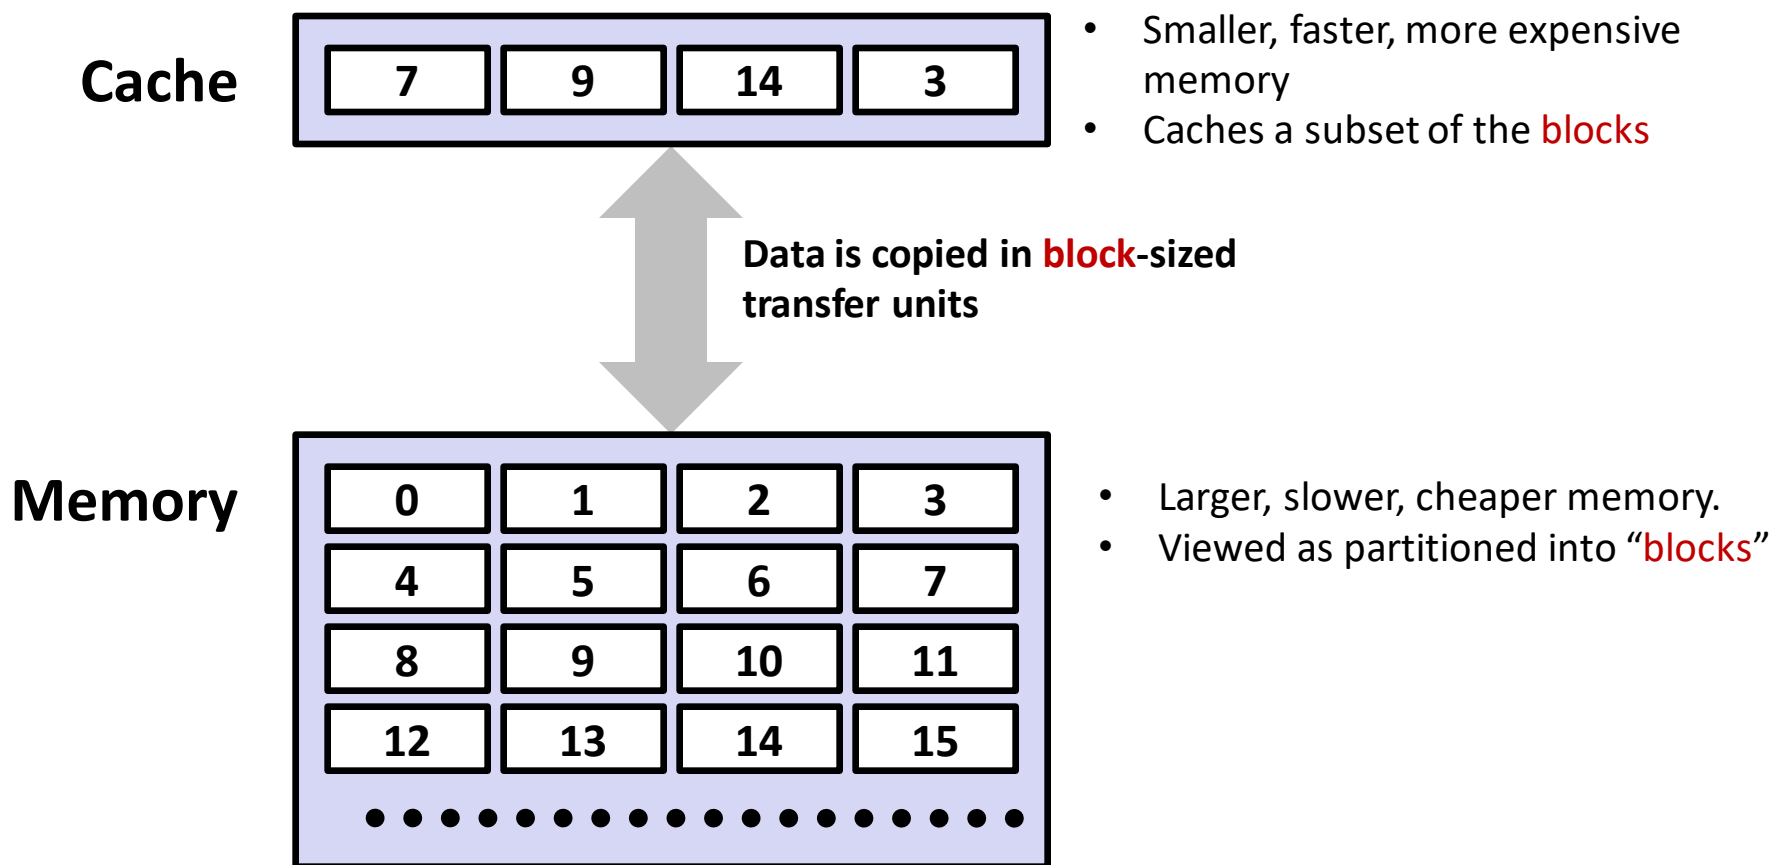 Cache
7 9 14 3
• Smaller, faster, more expensive
memory
• Caches a subset of the blocks
Data is copied in block-sized
transfer units
Memory
0 1 2 3
4 5 6 7
8 9 10 11
12 13 14 15
• Larger, slower, cheaper memory.
• Viewed as partitioned into “blocks”